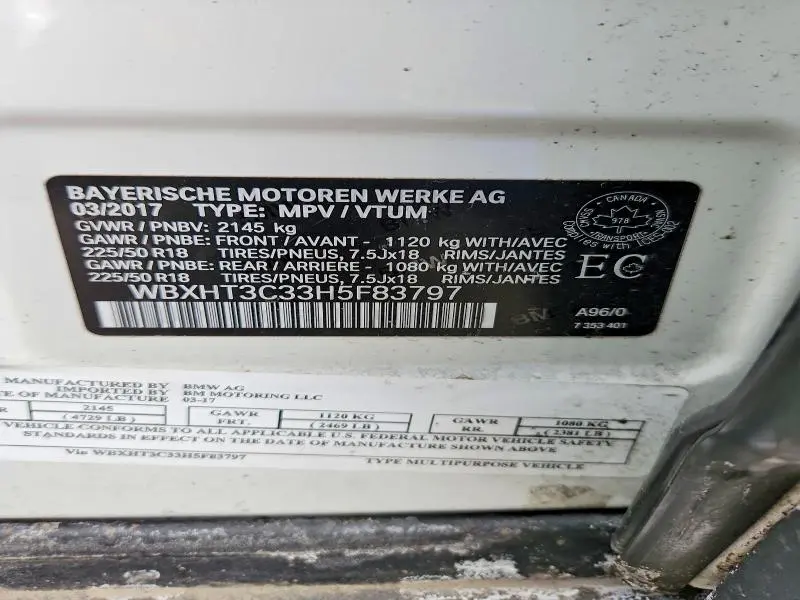 BAYERISCHE MOTOREN WERKE AG
03/2017 TYPE: MPV / VTUM
GVWR / PNBV: 2145 kg
GAWR / PNBE: FRONT / AVANT - 1120 kg WITH/AVEC
225/50 R18 TIRES/PNEUS, 7.5Jx18 RIMS/JANTES
GAWR / PNBE: REAR / ARRIERE - 1080 kg WITH/AVEC
225/50 R18 TIRES/PNEUS, 7.5Jx18 RIMS/JANTES
WBXHT3C33H5F83797
CANADA
978
TRANSPORT
EC
A96/0
7 353 401
MANUFACTURED BY BMW AG
IMPORTED BY BM MOTORING LLC
OF MANUFACTURE 03-17
2145
( 4729 LB )
GAWR
FRT.
1120 KG
( 2469 LB )
GAWR
RR.
1080 KG
( 2381 LB )
VEHICLE CONFORMS TO ALL APPLICABLE U.S. FEDERAL MOTOR VEHICLE SAFETY
STANDARDS IN EFFECT ON THE DATE OF MANUFACTURE SHOWN ABOVE
Vin WBXHT3C33H5F83797 TYPE MULTIPURPOSE VEHICLE